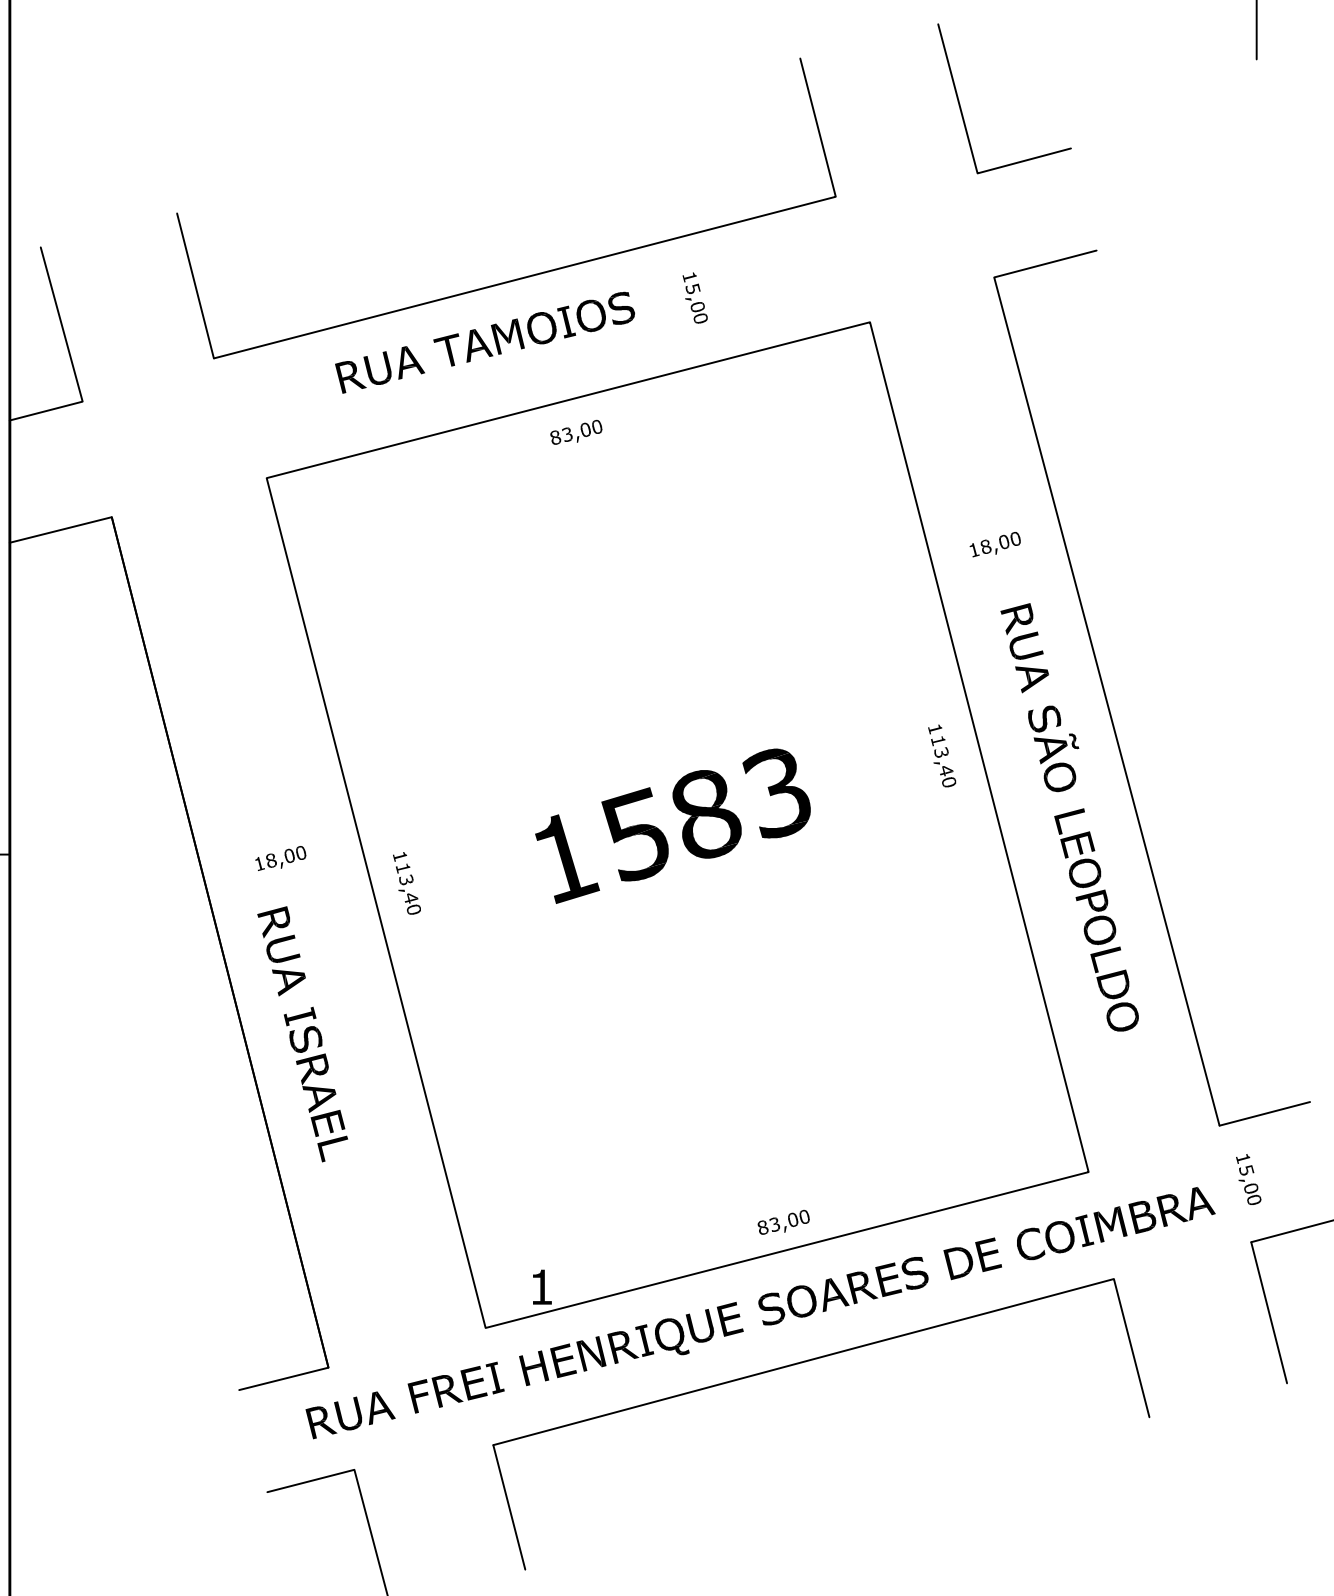 15,00
RUA TAMOIOS
83,00
18,00
RUA SÃO LEOPOLDO
113,40
1583
18,00
113,40
RUA ISRAEL
15,00
83,00
1
RUA FREI HENRIQUE SOARES DE COIMBRA